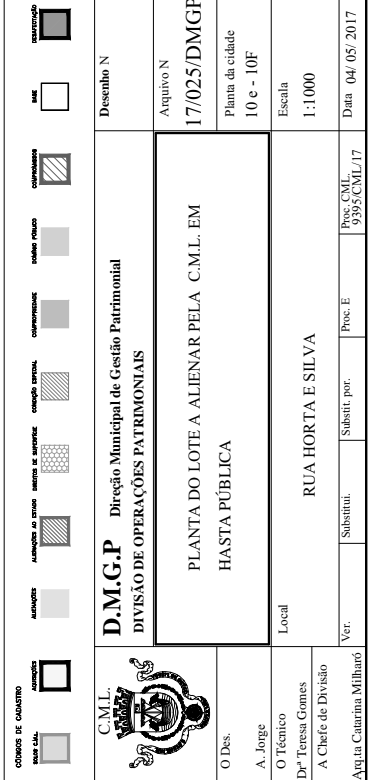 CÓDIGOS DE CADASTRO
SOLOS C.M.L.
AQUISIÇÕES
ALIENAÇÕES
ALIENAÇÕES AO ESTADO
DIREITOS DE SUPERFÍCIE
CONDIÇÃO ESPECIAL
COMPROPRIEDADE
DOMÍNIO PÚBLICO
COMPROMISSOS
BASE
DESAFECTAÇÃO
C.M.L.
D.M.G.P Direção Municipal de Gestão Patrimonial
DIVISÃO DE OPERAÇÕES PATRIMONIAIS
Desenho N
O Des.
A. Jorge
PLANTA DO LOTE A ALIENAR PELA C.M.L. EM
HASTA PÚBLICA
Arquivo N
17/025/DMGP
Planta da cidade
10 e - 10F
O Técnico
Drª Teresa Gomes
A Chefe de Divisão
Arq.ta Catarina Milharó
Local
RUA HORTA E SILVA
Escala
1:1000
Ver.
Substitui.
Substit. por.
Proc. E
Proc. CML.
9395/CML/17
Data 04/ 05/ 2017